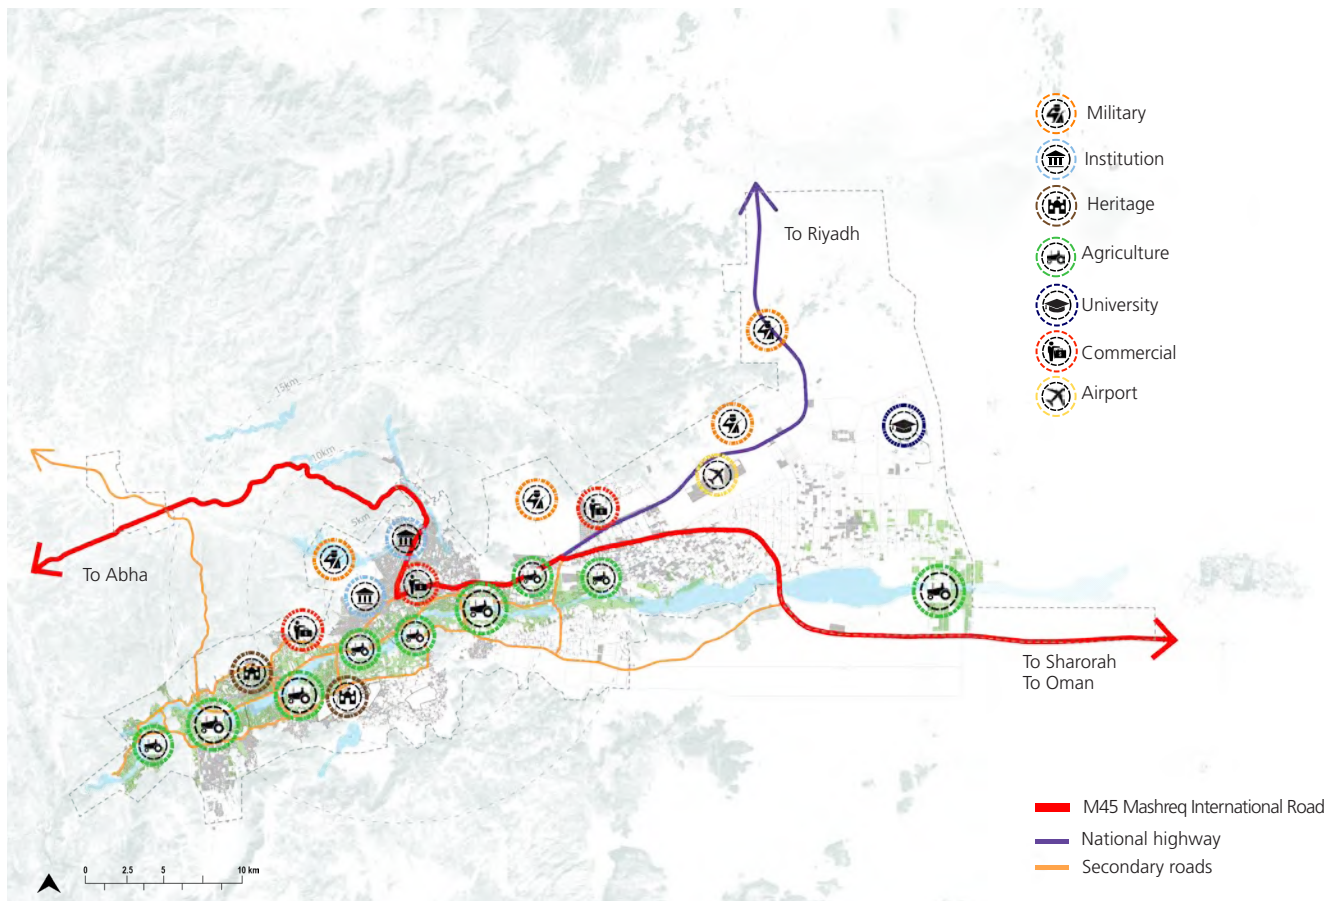 Military
Institution
Heritage
Agriculture
University
Commercial
Airport
To Riyadh
15km
10km
5km
To Abha
To Sharorah
To Oman
M45 Mashreq International Road
National highway
Secondary roads
0 2.5 5 10 km